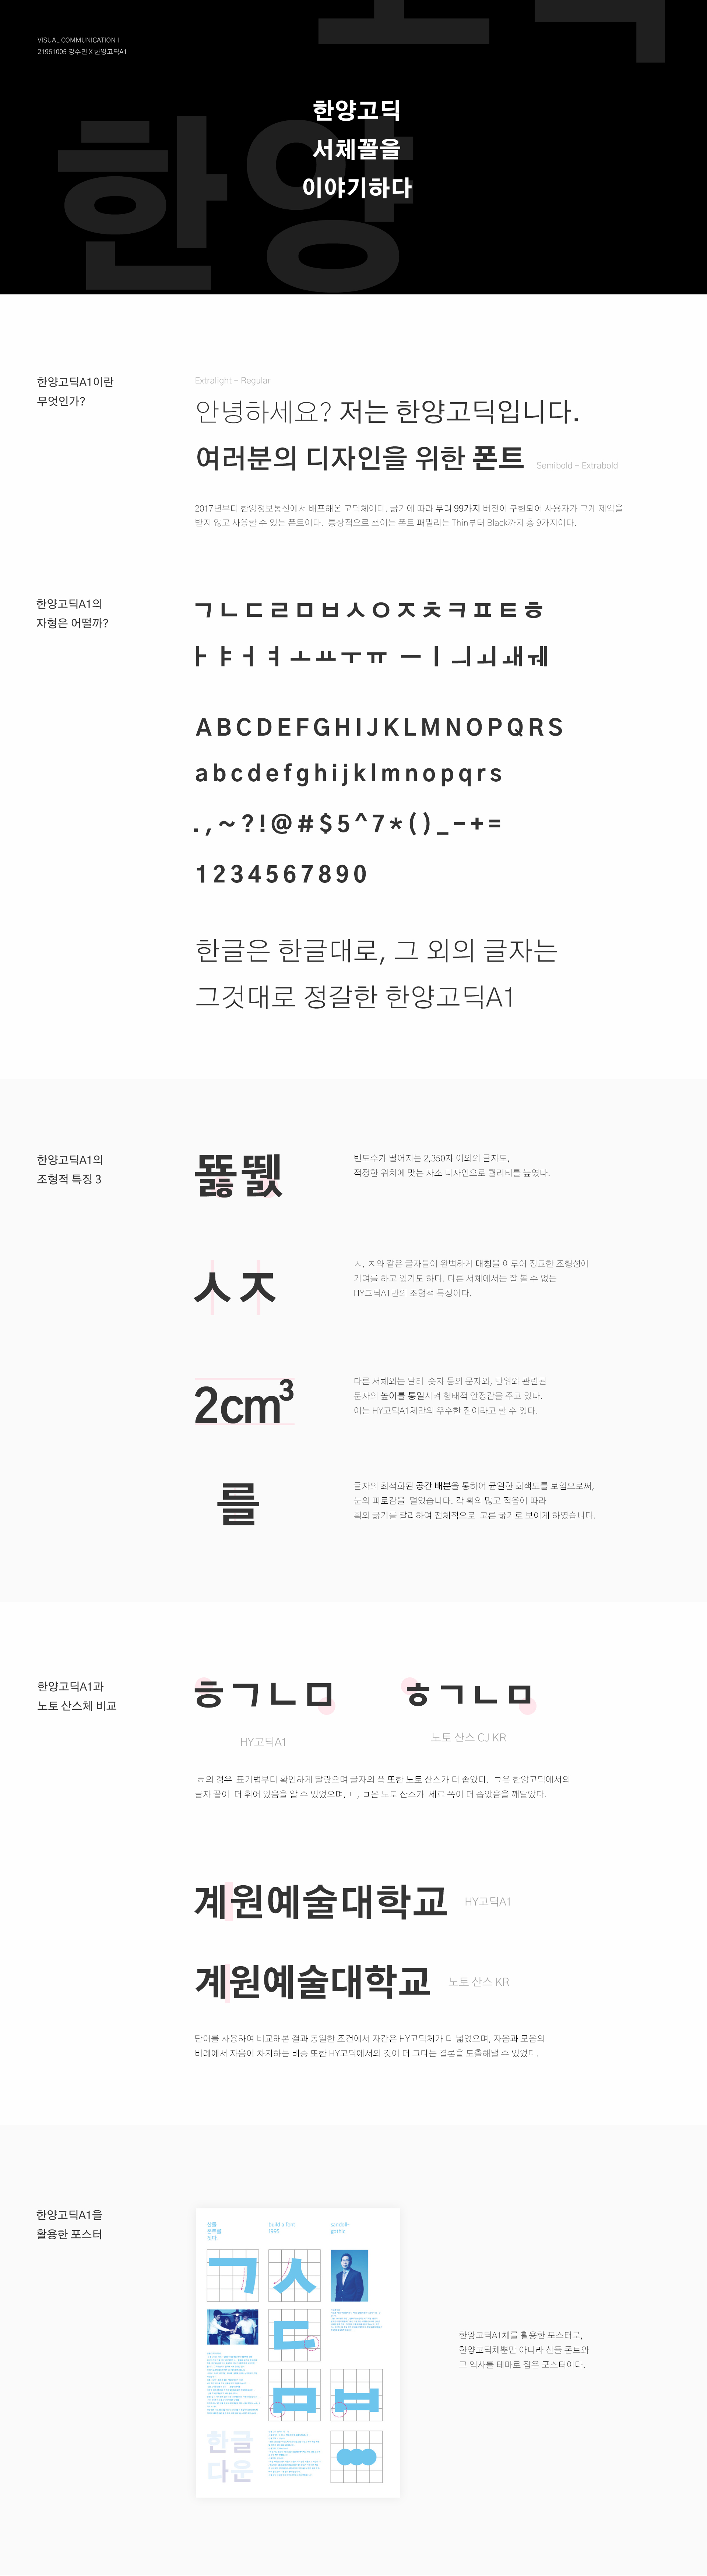 VISUAL COMMUNICATION I
21961005 강수민 X 한양고딕A1
한양고딕
서체꼴을
이야기하다
한양
한양고딕A1이란
무엇인가?
Extralight - Regular
안녕하세요? 저는 한양고딕입니다.
여러분의 디자인을 위한 폰트
Semibold - Extrabold
2017년부터 한양정보통신에서 배포해온 고딕체이다. 굵기에 따라 무려 99가지 버전이 구현되어 사용자가 크게 제약을
받지 않고 사용할 수 있는 폰트이다. 통상적으로 쓰이는 폰트 패밀리는 Thin부터 Black까지 총 9가지이다.
한양고딕A1의
자형은 어떨까?
ㄱㄴㄷㄹㅁㅂㅅㅇㅈㅊㅋㅍㅌㅎ
ㅏㅑㅓㅕㅗㅛㅜㅠㅡㅣㅢㅚㅙㅞ
ABCDEFGHIJKLMNOPQRS
abcdefghijklmnopqrs
.,~?!@#$5^7*()_-+=
1234567890
한글은 한글대로, 그 외의 글자는
그것대로 정갈한 한양고딕A1
한양고딕A1의
조형적 특징 3
빈도수가 떨어지는 2,350자 이외의 글자도,
적정한 위치에 맞는 자소 디자인으로 퀄리티를 높였다.
ㅅㅈ
ㅅ, ㅈ와 같은 글자들이 완벽하게 대칭을 이루어 정교한 조형성에
기여를 하고 있기도 하다. 다른 서체에서는 잘 볼 수 없는
HY고딕A1만의 조형적 특징이다.
2cm³
다른 서체와는 달리 숫자 등의 문자와, 단위와 관련된
문자의 높이를 통일시켜 형태적 안정감을 주고 있다.
이는 HY고딕A1체만의 우수한 점이라고 할 수 있다.
를
글자의 최적화된 공간 배분을 통하여 균일한 회색도를 보임으로써,
눈의 피로감을 덜었습니다. 각 획의 많고 적음에 따라
획의 굵기를 달리하여 전체적으로 고른 굵기로 보이게 하였습니다.
한양고딕A1과
노토 산스체 비교
ㅎㄱㄴㅁ
ㅎㄱㄴㅁ
HY고딕A1
노토 산스 CJ KR
ㅎ의 경우 표기법부터 확연하게 달랐으며 글자의 폭 또한 노토 산스가 더 좁았다. ㄱ은 한양고딕에서의
글자 끝이 더 휘어 있음을 알 수 있었으며, ㄴ, ㅁ은 노토 산스가 세로 폭이 더 좁았음을 깨달았다.
계원예술대학교
HY고딕A1
계원예술대학교
노토 산스 KR
단어를 사용하여 비교해본 결과 동일한 조건에서 자간은 HY고딕체가 더 넓었으며, 자음과 모음의
비례에서 자음이 차지하는 비중 또한 HY고딕에서의 것이 더 크다는 결론을 도출해낼 수 있었다.
한양고딕A1을
활용한 포스터
산돌
폰트를
짓다.
build a font
1995
sandoll-
gothic
ㄱㅅ
ㄷ
ㅁㅂ
한글
다운
한양고딕A1체를 활용한 포스터로,
한양고딕체뿐만 아니라 산돌 폰트와
그 역사를 테마로 잡은 포스터이다.